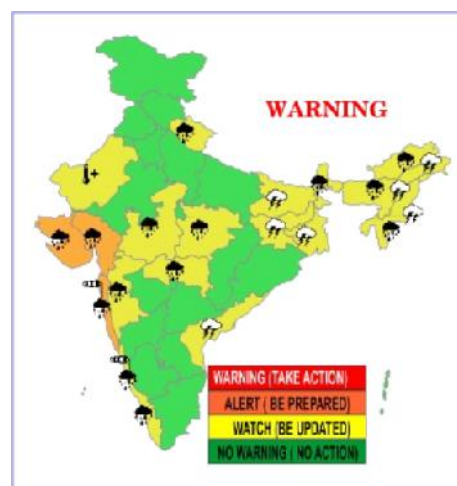 WARNING
WARNING (TAKE ACTION)
ALERT ( BE PREPARED)
WATCH (BE UPDATED)
NO WARNING ( NO ACTION)